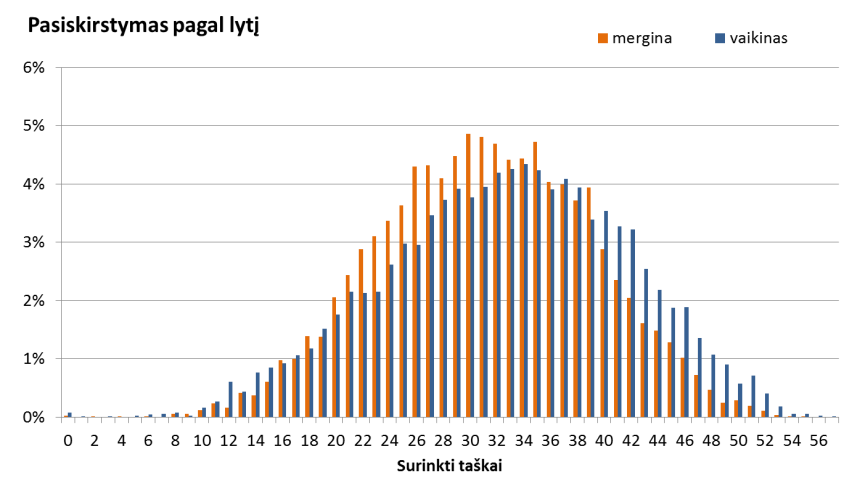 Pasiskirstymas pagal lytį
mergina vaikinas
6%
5%
4%
3%
2%
1%
0%
0 2 4 6 8 10 12 14 16 18 20 22 24 26 28 30 32 34 36 38 40 42 44 46 48 50 52 54 56
Surinkti taškai